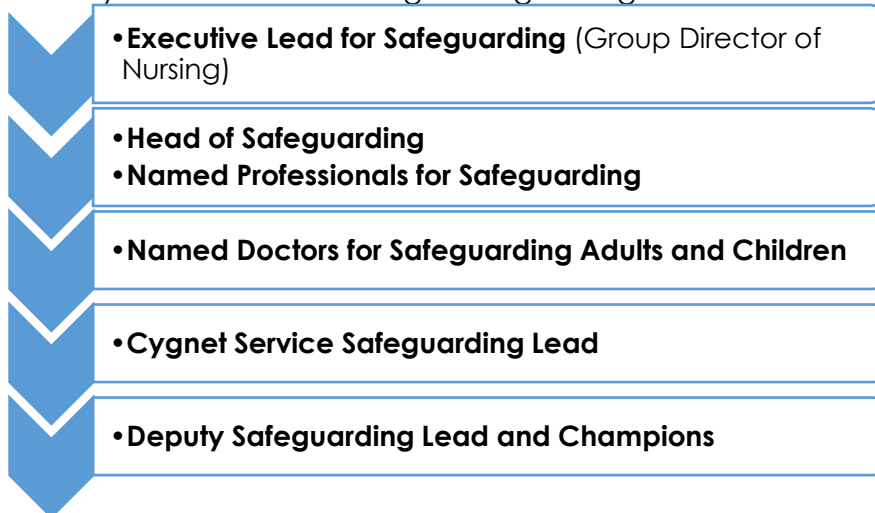 •Executive Lead for Safeguarding (Group Director of
Nursing)
•Head of Safeguarding
•Named Professionals for Safeguarding
•Named Doctors for Safeguarding Adults and Children
•Cygnet Service Safeguarding Lead
•Deputy Safeguarding Lead and Champions